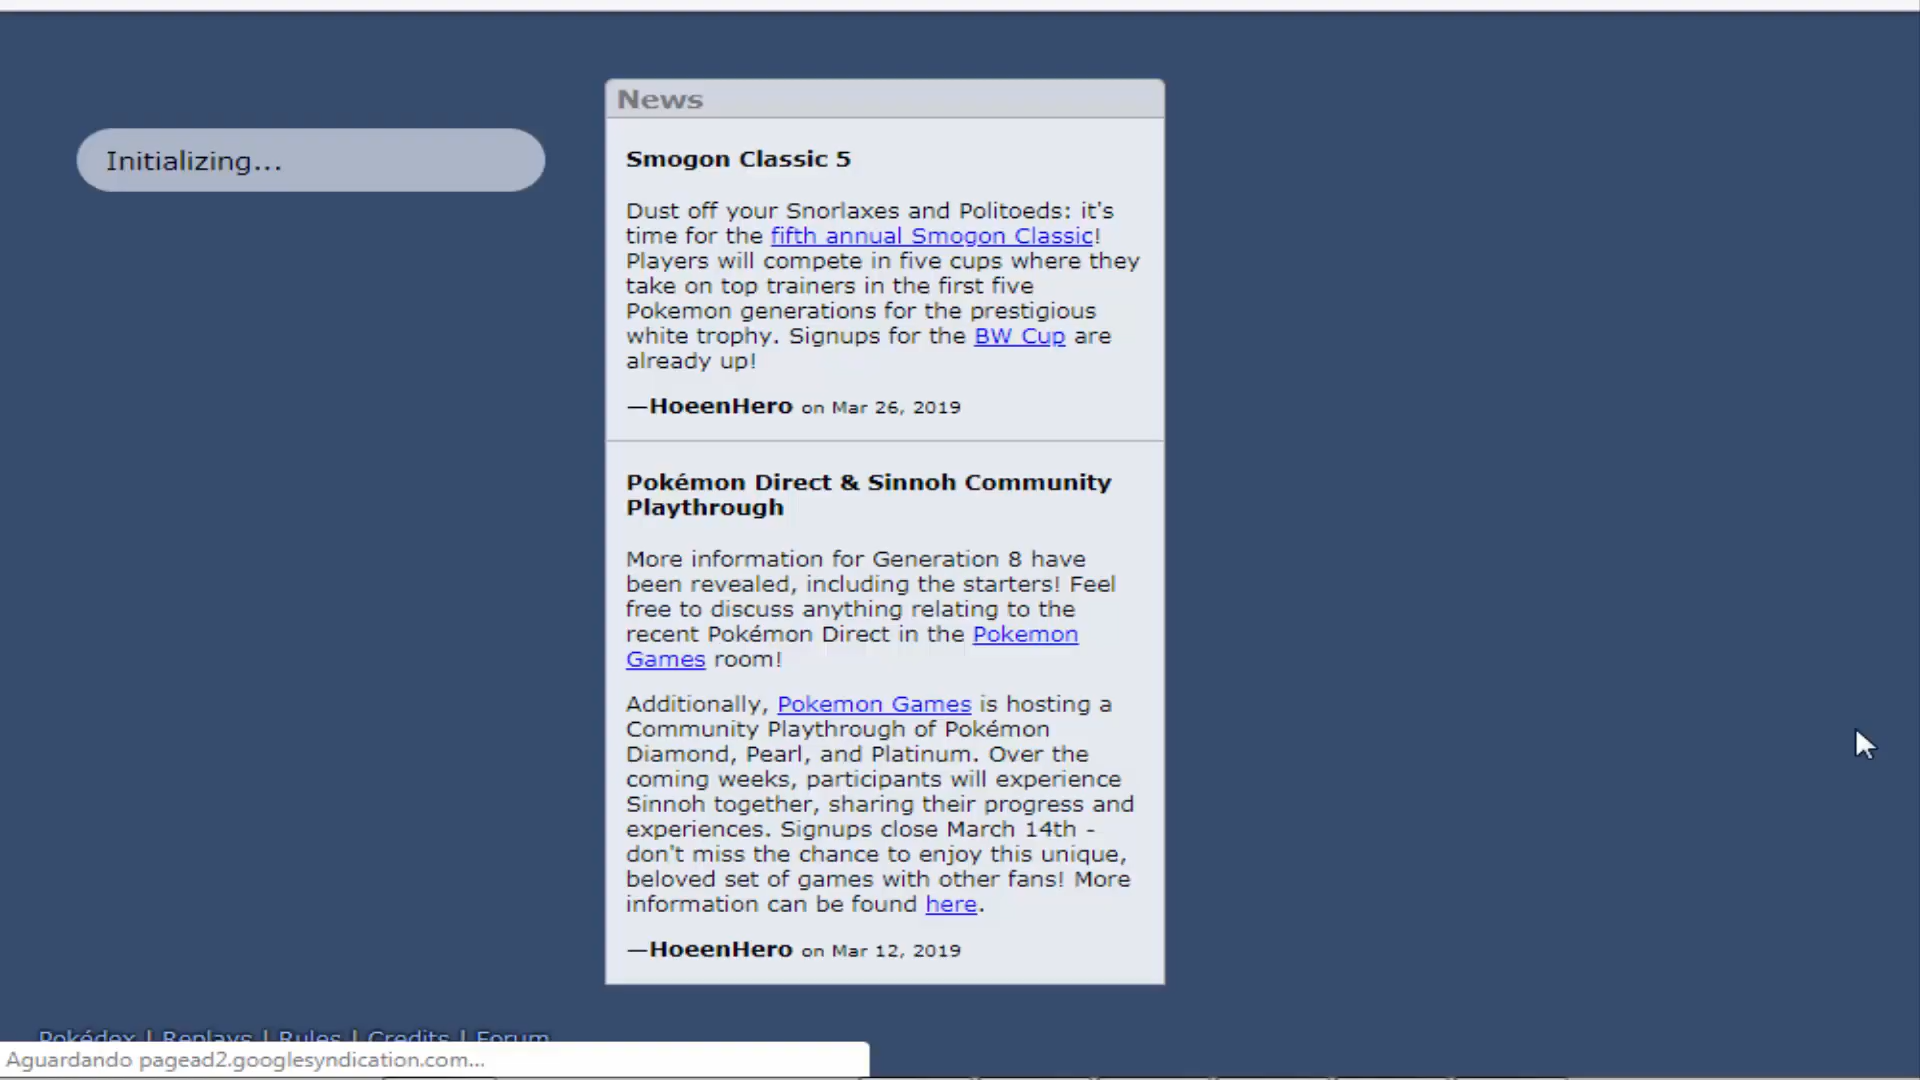 News
Initializing...
Smogon Classic 5
Dust off your Snorlaxes and Politoeds: it's
time for the fifth annual Smogon Classic!
Players will compete in five cups where they
take on top trainers in the first five
Pokemon generations for the prestigious
white trophy. Signups for the BW Cup are
already up!
—HoeenHero on Mar 26, 2019
Pokémon Direct & Sinnoh Community
Playthrough
More information for Generation 8 have
been revealed, including the starters! Feel
free to discuss anything relating to the
recent Pokémon Direct in the Pokemon
Games room!
Additionally, Pokemon Games is hosting a
Community Playthrough of Pokémon
Diamond, Pearl, and Platinum. Over the
coming weeks, participants will experience
Sinnoh together, sharing their progress and
experiences. Signups close March 14th -
don't miss the chance to enjoy this unique,
beloved set of games with other fans! More
information can be found here.
—HoeenHero on Mar 12, 2019
Pokédex | Replays | Rules | Credits | Forum
Aguardando pagead2.googlesyndication.com...